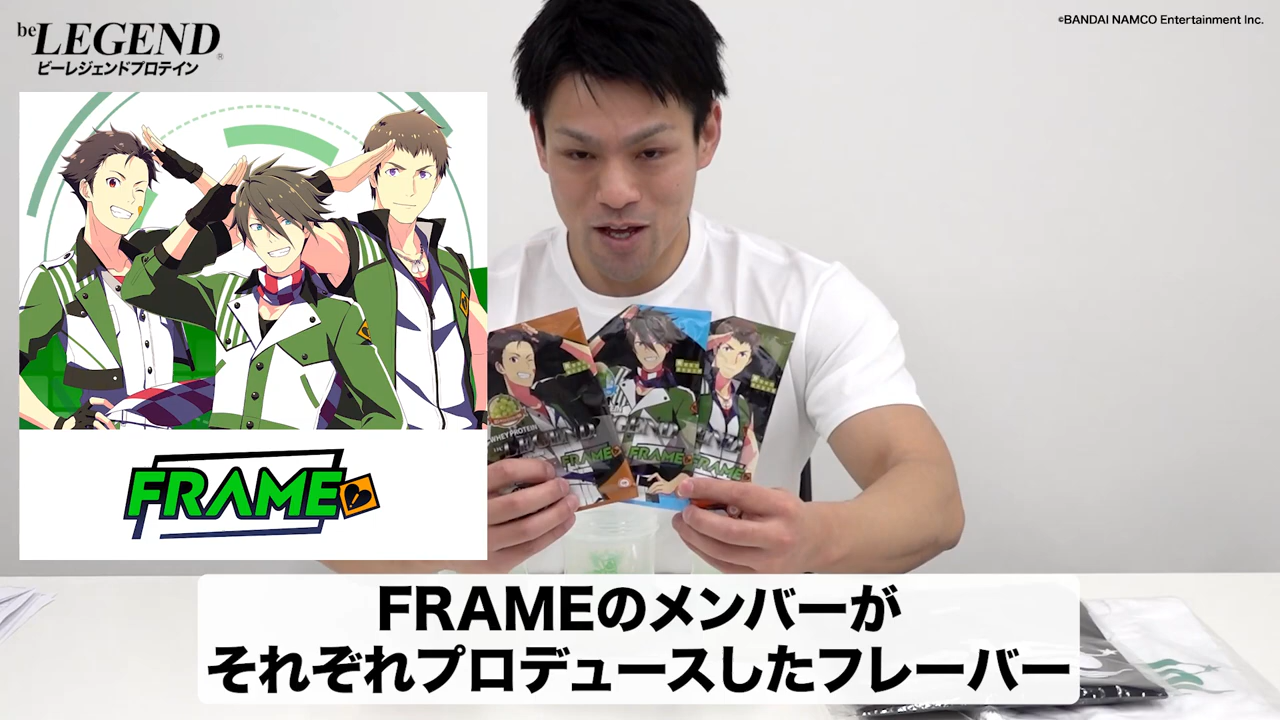 be LEGEND®
ビーレジェンドプロテイン
©BANDAI NAMCO Entertainment Inc.
FRAME
WHEY PROTEIN
FRAME
FRAME
FRAME
FRAMEのメンバーが
それぞれプロデュースしたフレーバー